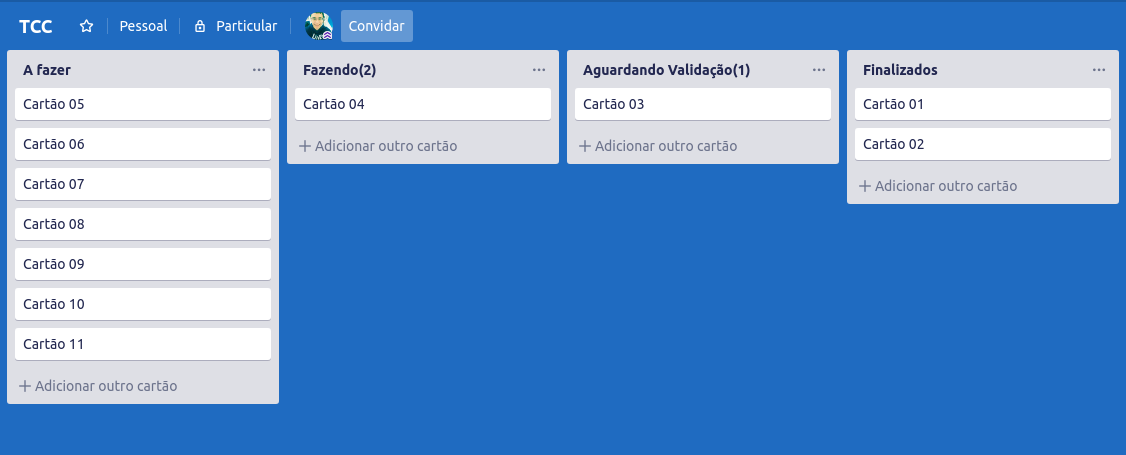 TCC
Pessoal
Particular
Convidar
A fazer
Cartão 05
Cartão 06
Cartão 07
Cartão 08
Cartão 09
Cartão 10
Cartão 11
Adicionar outro cartão
Fazendo(2)
Cartão 04
Adicionar outro cartão
Aguardando Validação(1)
Cartão 03
Adicionar outro cartão
Finalizados
Cartão 01
Cartão 02
Adicionar outro cartão